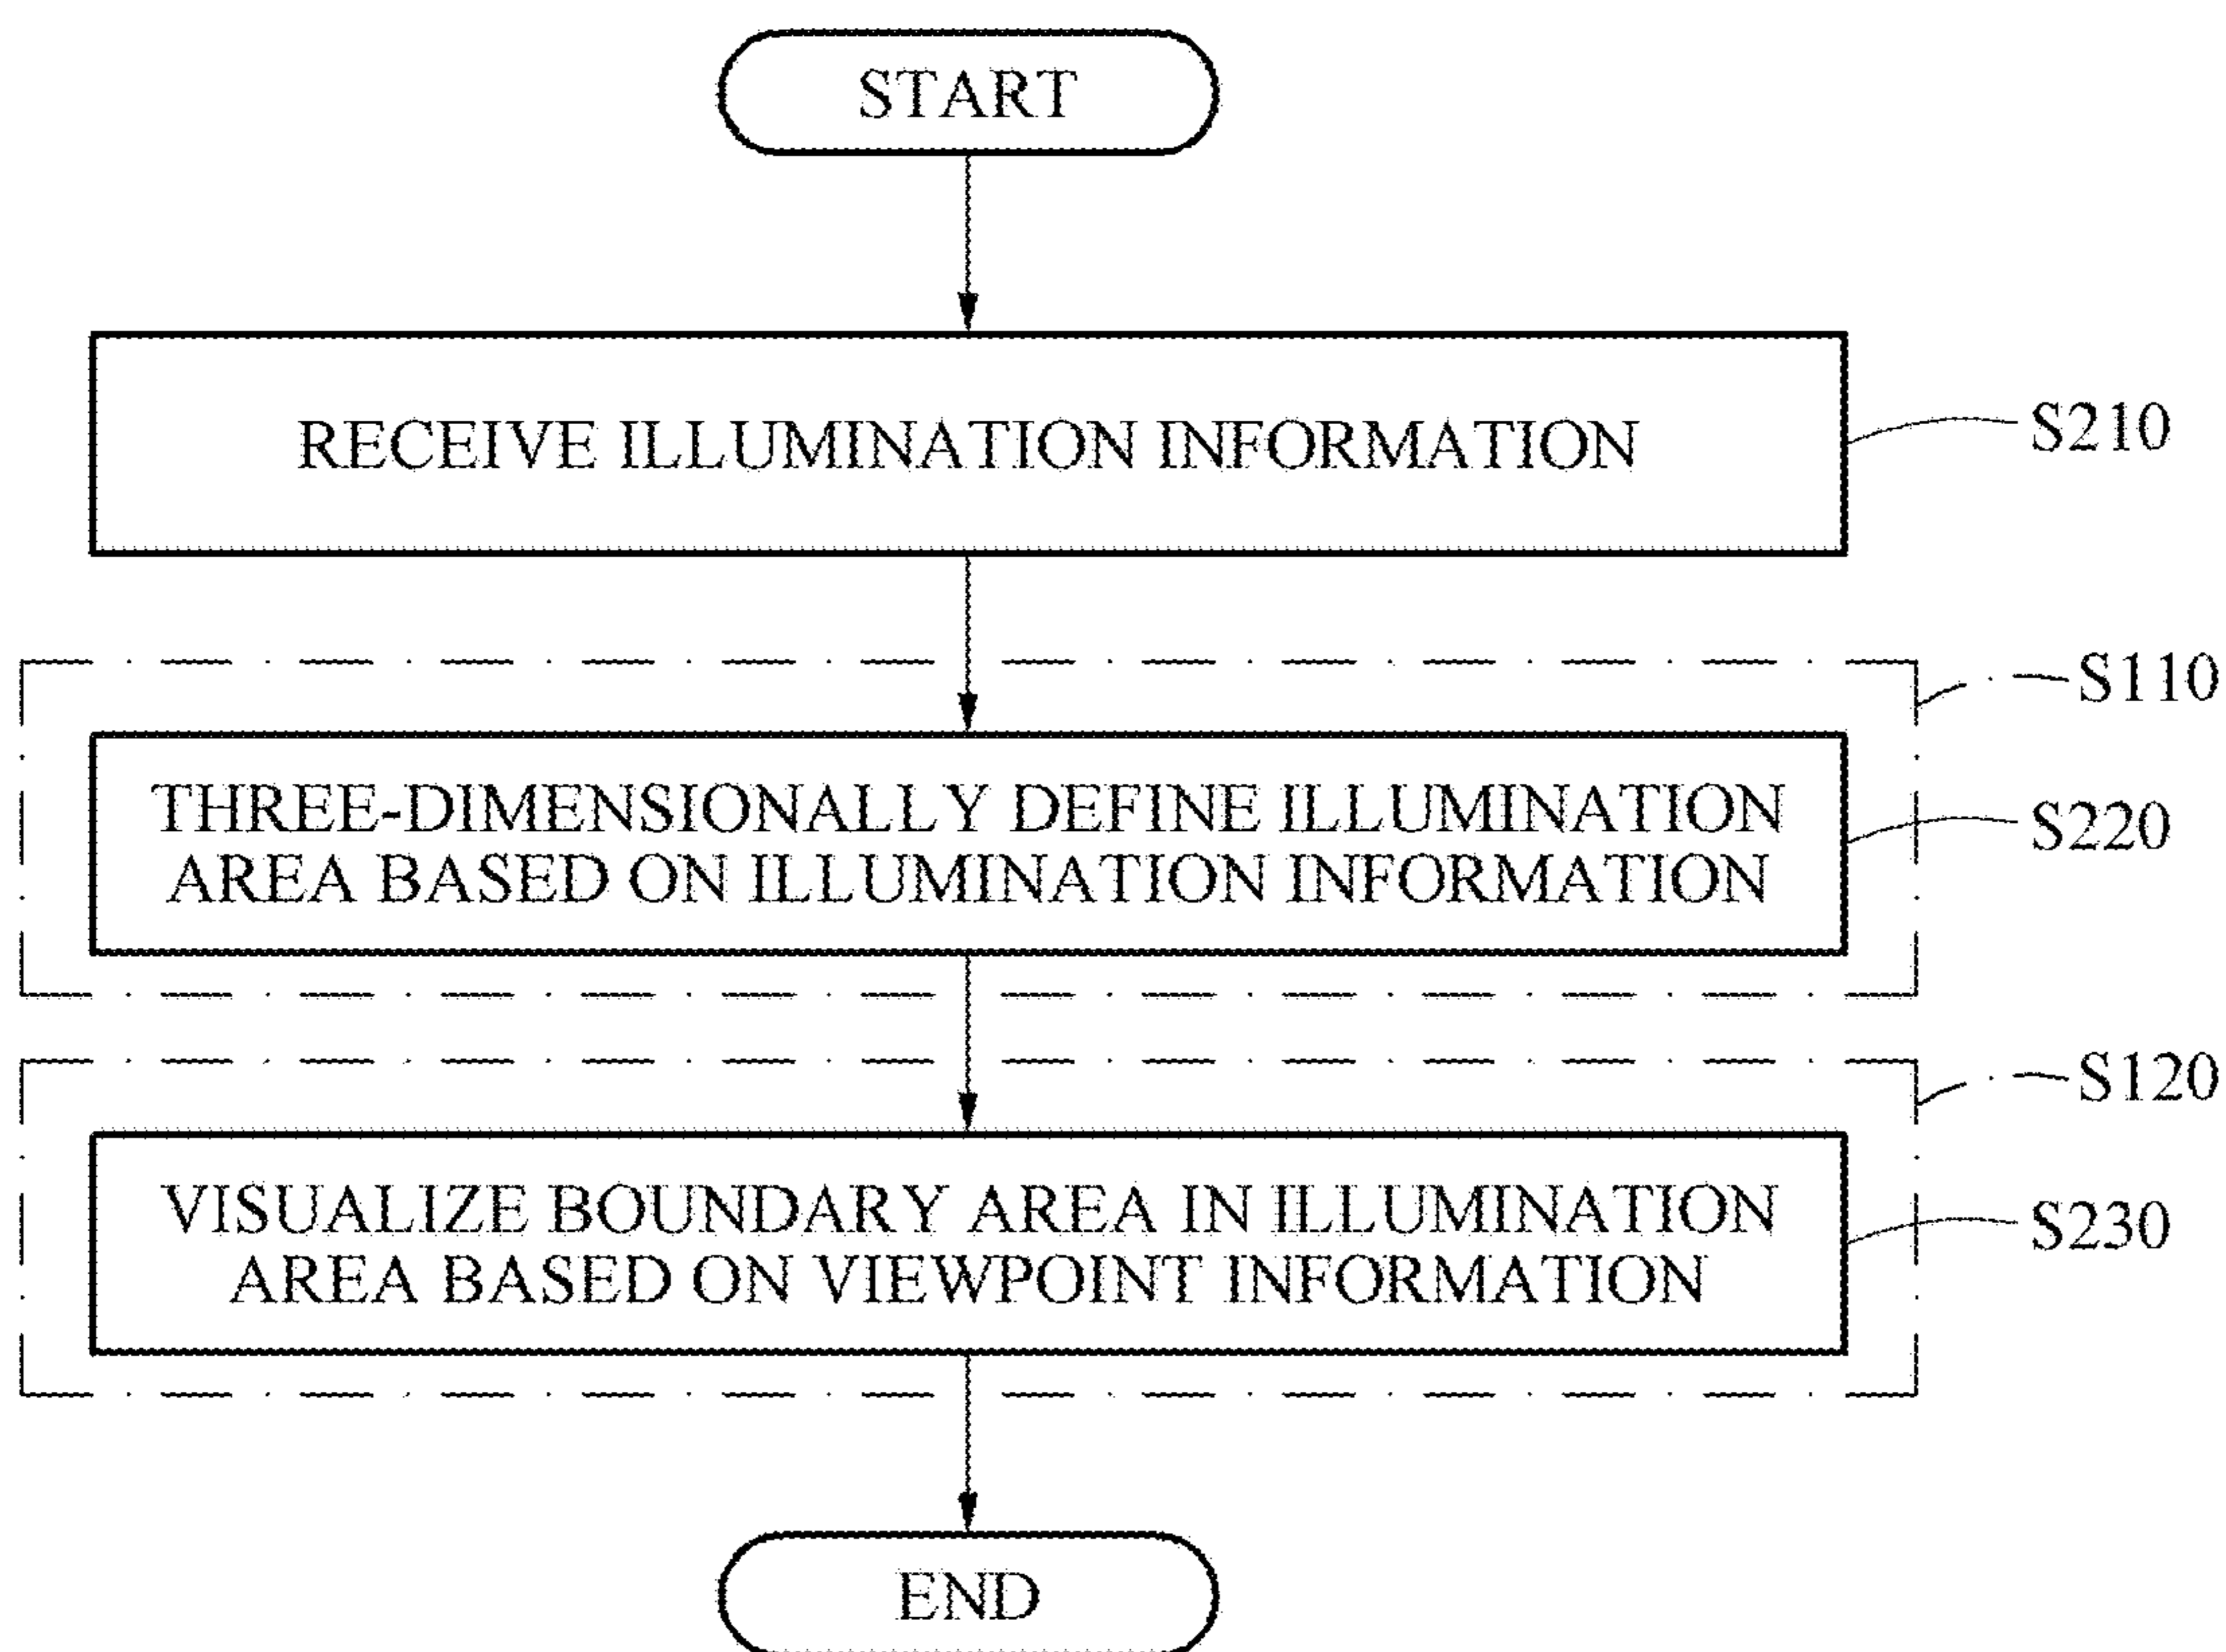 START
RECEIVE ILLUMINATION INFORMATION
S210
S110
THREE-DIMENSIONALLY DEFINE ILLUMINATION
AREA BASED ON ILLUMINATION INFORMATION
S220
S120
VISUALIZE BOUNDARY AREA IN ILLUMINATION
AREA BASED ON VIEWPOINT INFORMATION
S230
END